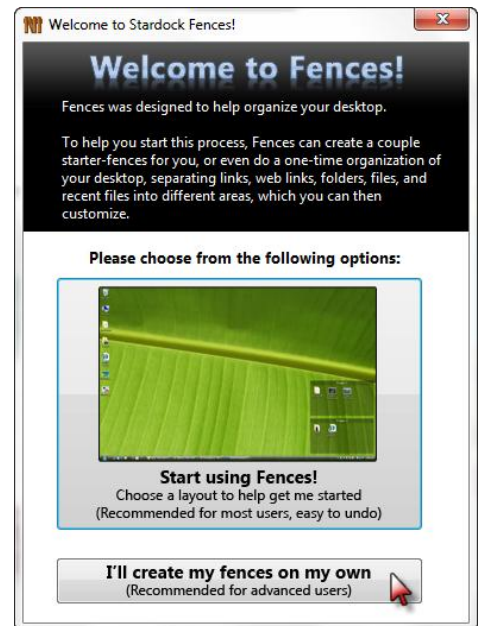 Welcome to Stardock Fences!
Welcome to Fences!
Fences was designed to help organize your desktop.
To help you start this process, Fences can create a couple
starter-fences for you, or even do a one-time organization of
your desktop, separating links, web links, folders, files, and
recent files into different areas, which you can then
customize.
Please choose from the following options:
Start using Fences!
Choose a layout to help get me started
(Recommended for most users, easy to undo)
I'll create my fences on my own
(Recommended for advanced users)